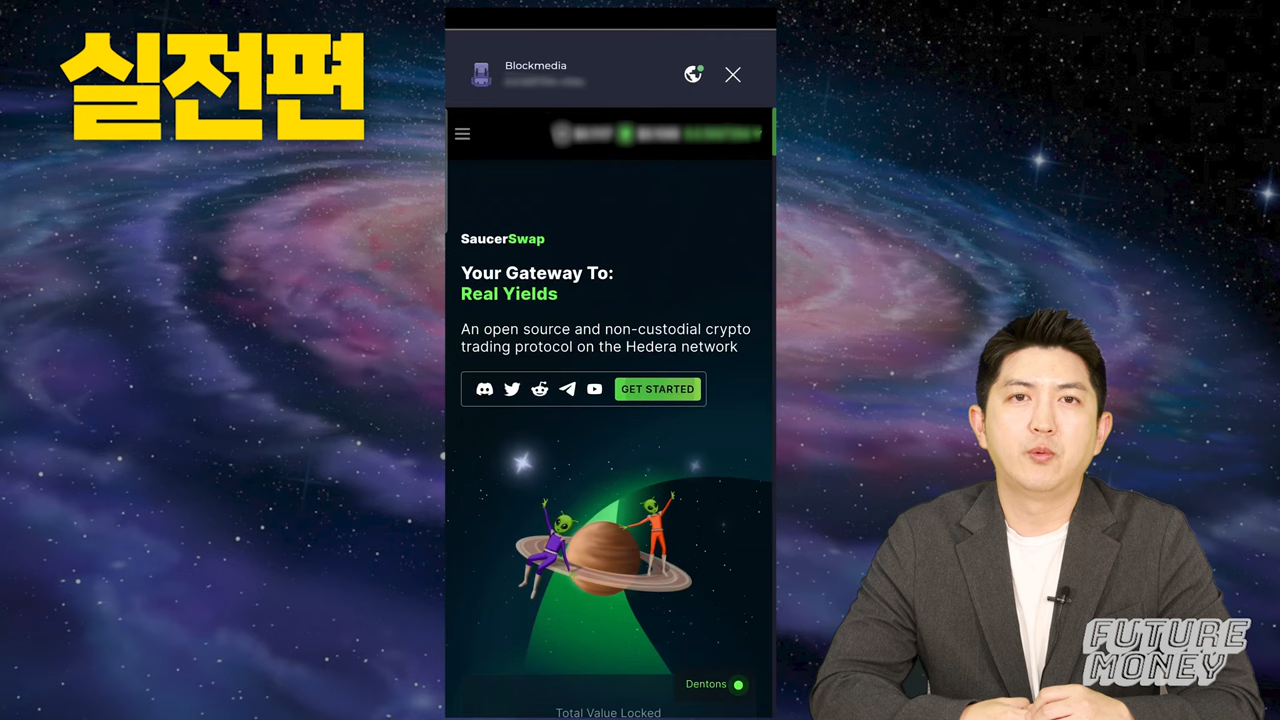 실전편
Blockmedia
SaucerSwap
Your Gateway To:
Real Yields
An open source and non-custodial crypto
trading protocol on the Hedera network
GET STARTED
Dentons
Total Value Locked
FUTURE
MONEY